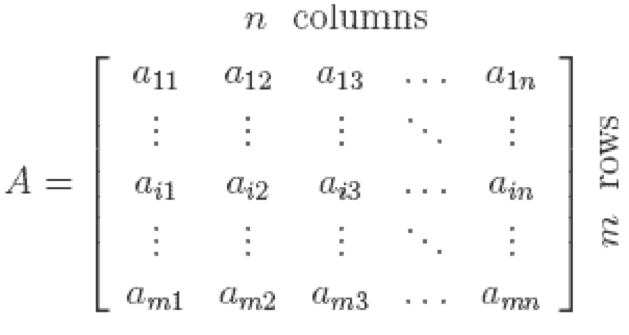 n columns
a11 a12 a13 ... a1n
⋮ ⋮ ⋮ ⋱ ⋮
A = ai1 ai2 ai3 ... ain
⋮ ⋮ ⋮ ⋱ ⋮
am1 am2 am3 ... amn
m rows